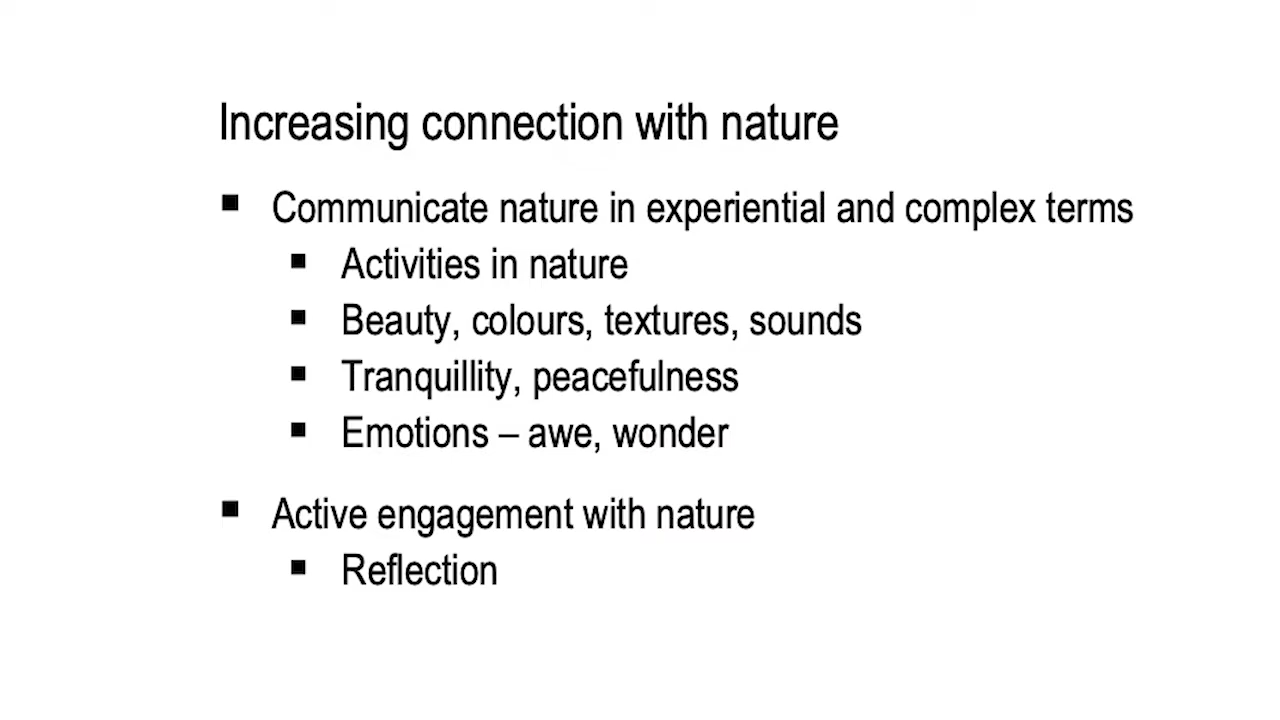 Increasing connection with nature
▪ Communicate nature in experiential and complex terms
▪ Activities in nature
▪ Beauty, colours, textures, sounds
▪ Tranquillity, peacefulness
▪ Emotions – awe, wonder
▪ Active engagement with nature
▪ Reflection